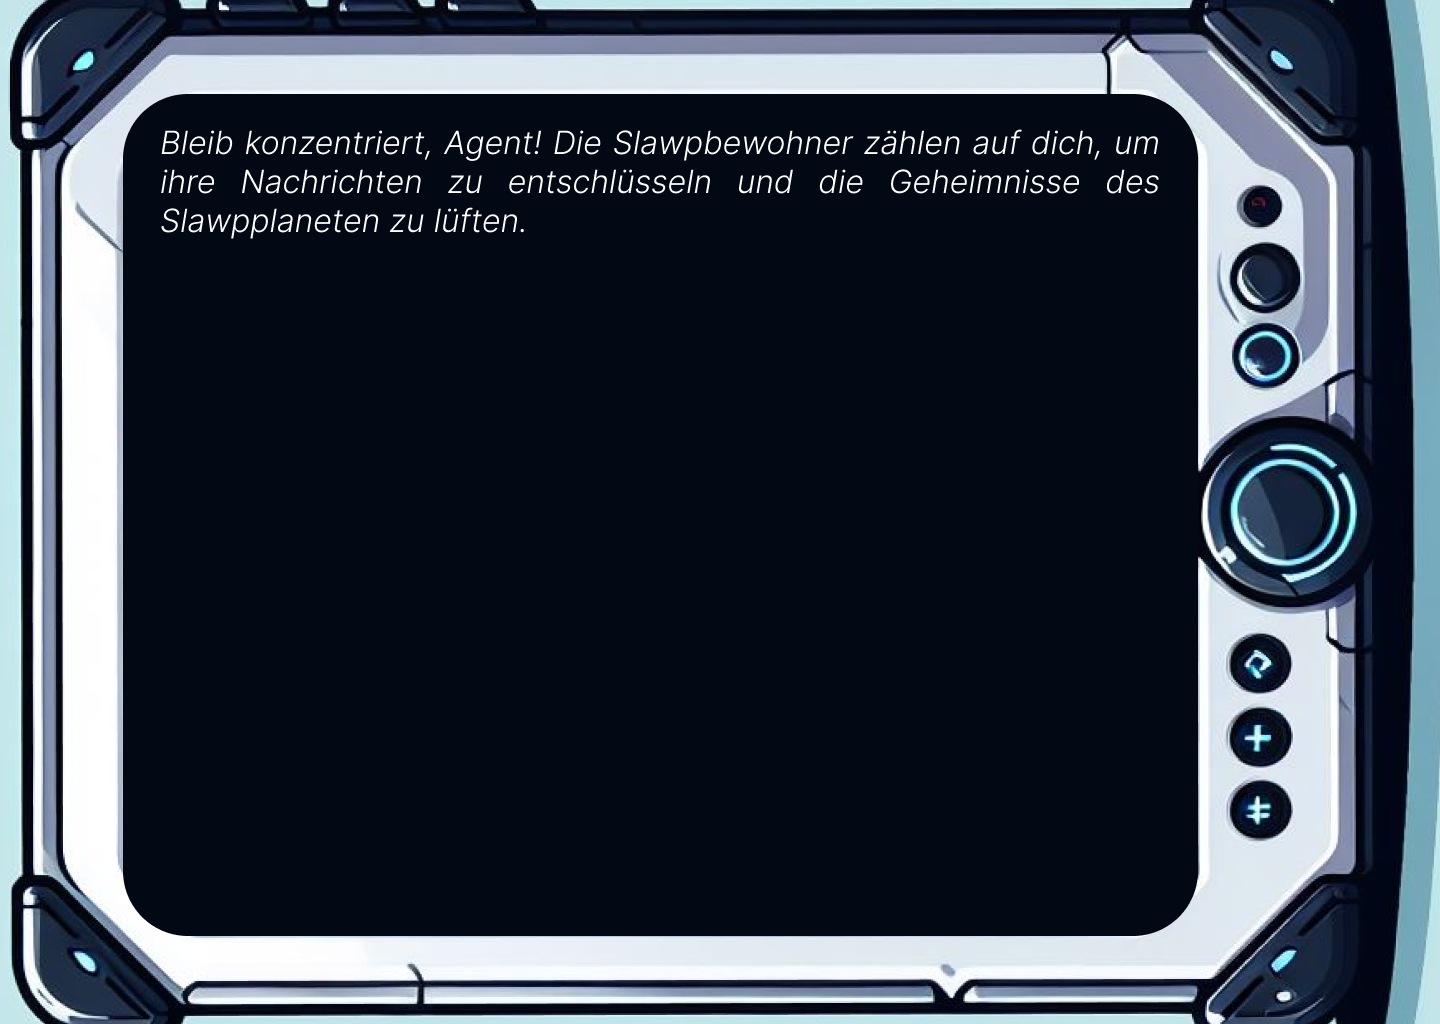 Bleib konzentriert, Agent! Die Slawpbewohner zählen auf dich, um
ihre Nachrichten zu entschlüsseln und die Geheimnisse des
Slawpplaneten zu lüften.